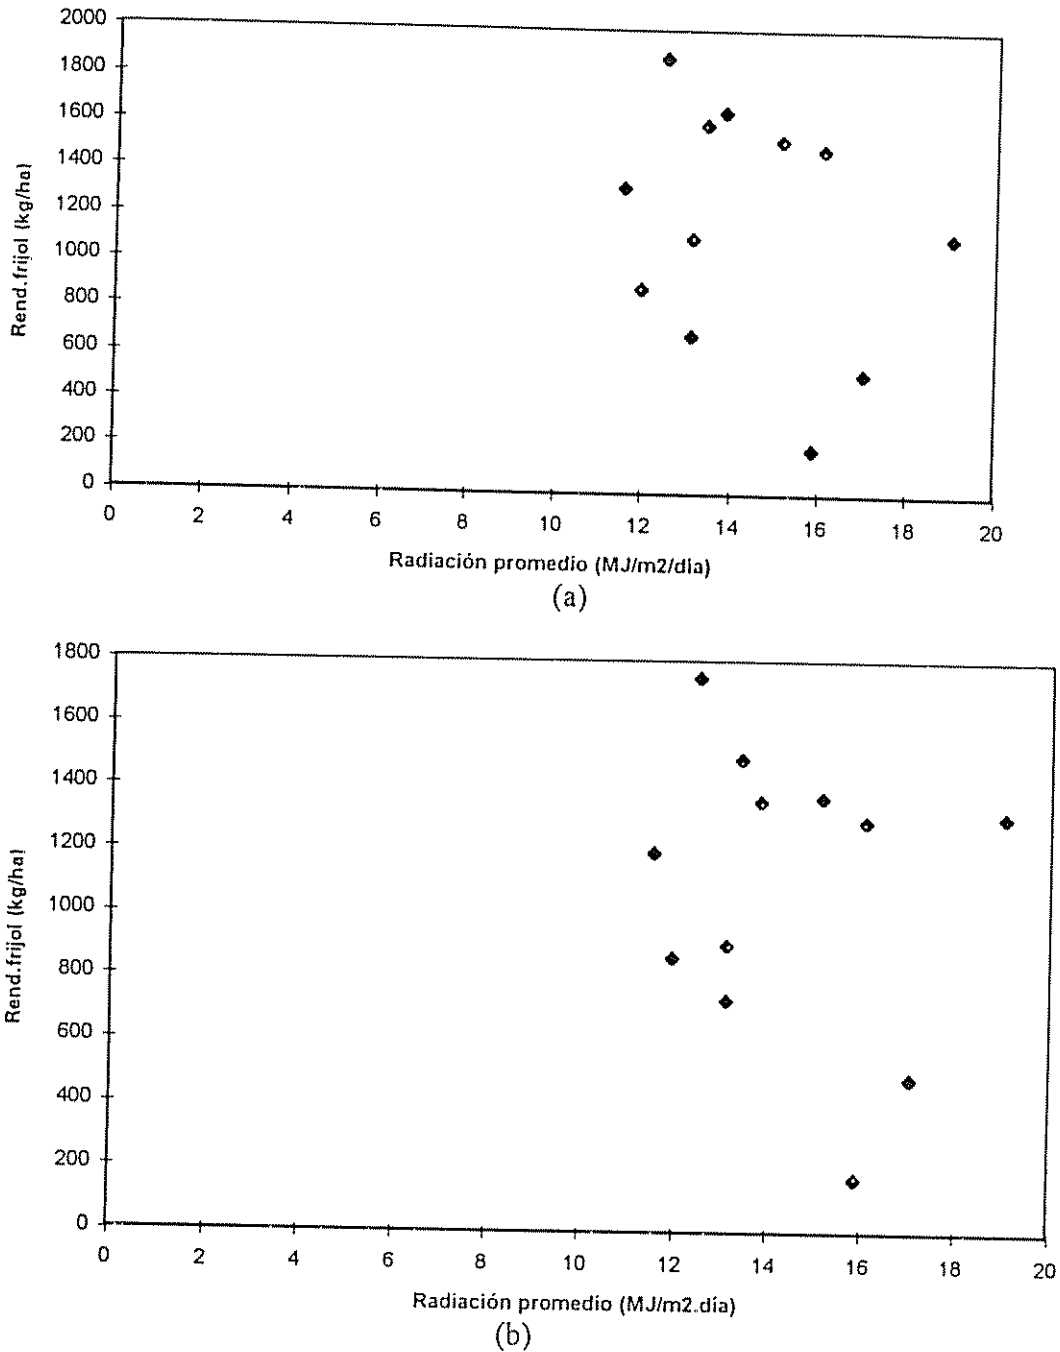 2000
1800
1600
1400
1200
1000
800
600
400
200
0
Rend.frijol (kg/ha)
0 2 4 6 8 10 12 14 16 18 20
Radiación promedio (MJ/m2/día)
(a)
1800
1600
1400
1200
1000
800
600
400
200
0
Rend.frijol (kg/ha)
0 2 4 6 8 10 12 14 16 18 20
Radiación promedio (MJ/m2.día)
(b)